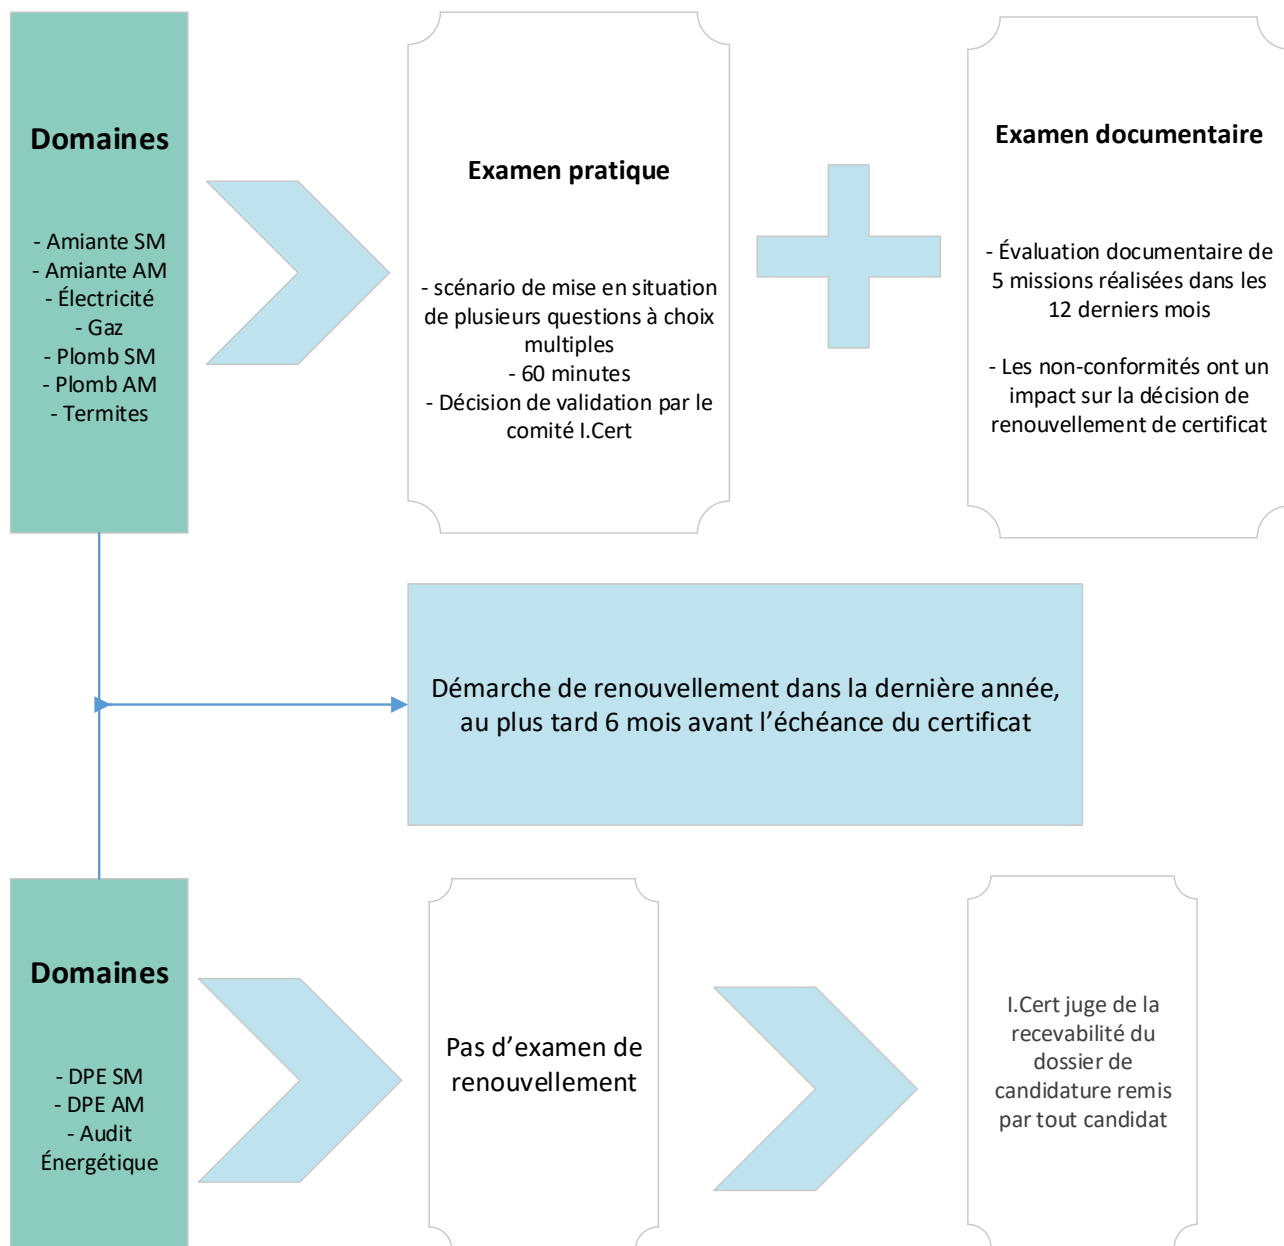 Domaines
- Amiante SM
- Amiante AM
- Électricité
- Gaz
- Plomb SM
- Plomb AM
- Termites
Examen pratique
- scénario de mise en situation
de plusieurs questions à choix
multiples
- 60 minutes
- Décision de validation par le
comité I.Cert
Examen documentaire
- Évaluation documentaire de
5 missions réalisées dans les
12 derniers mois
- Les non-conformités ont un
impact sur la décision de
renouvellement de certificat
Démarche de renouvellement dans la dernière année,
au plus tard 6 mois avant l’échéance du certificat
Domaines
- DPE SM
- DPE AM
- Audit
Énergétique
Pas d’examen de
renouvellement
I.Cert juge de la
recevabilité du
dossier de
candidature remis
par tout candidat